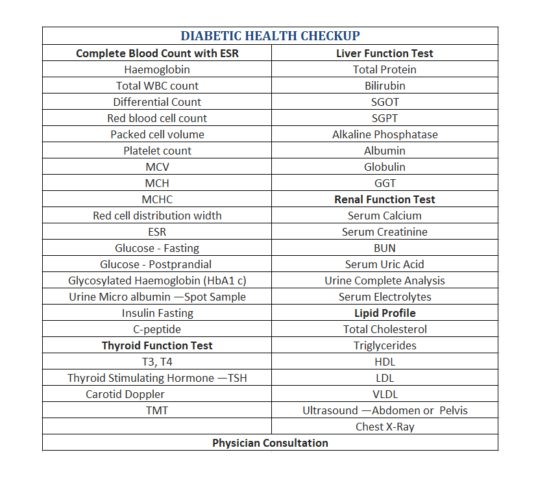 DIABETIC HEALTH CHECKUP
Complete Blood Count with ESR Liver Function Test
Haemoglobin Total Protein
Total WBC count Bilirubin
Differential Count SGOT
Red blood cell count SGPT
Packed cell volume Alkaline Phosphatase
Platelet count Albumin
MCV Globulin
MCH GGT
MCHC Renal Function Test
Red cell distribution width Serum Calcium
ESR Serum Creatinine
Glucose - Fasting BUN
Glucose - Postprandial Serum Uric Acid
Glycosylated Haemoglobin (HbA1 c) Urine Complete Analysis
Urine Micro albumin —Spot Sample Serum Electrolytes
Insulin Fasting Lipid Profile
C-peptide Total Cholesterol
Thyroid Function Test Triglycerides
T3, T4 HDL
Thyroid Stimulating Hormone —TSH LDL
Carotid Doppler VLDL
TMT Ultrasound —Abdomen or Pelvis
Chest X-Ray
Physician Consultation